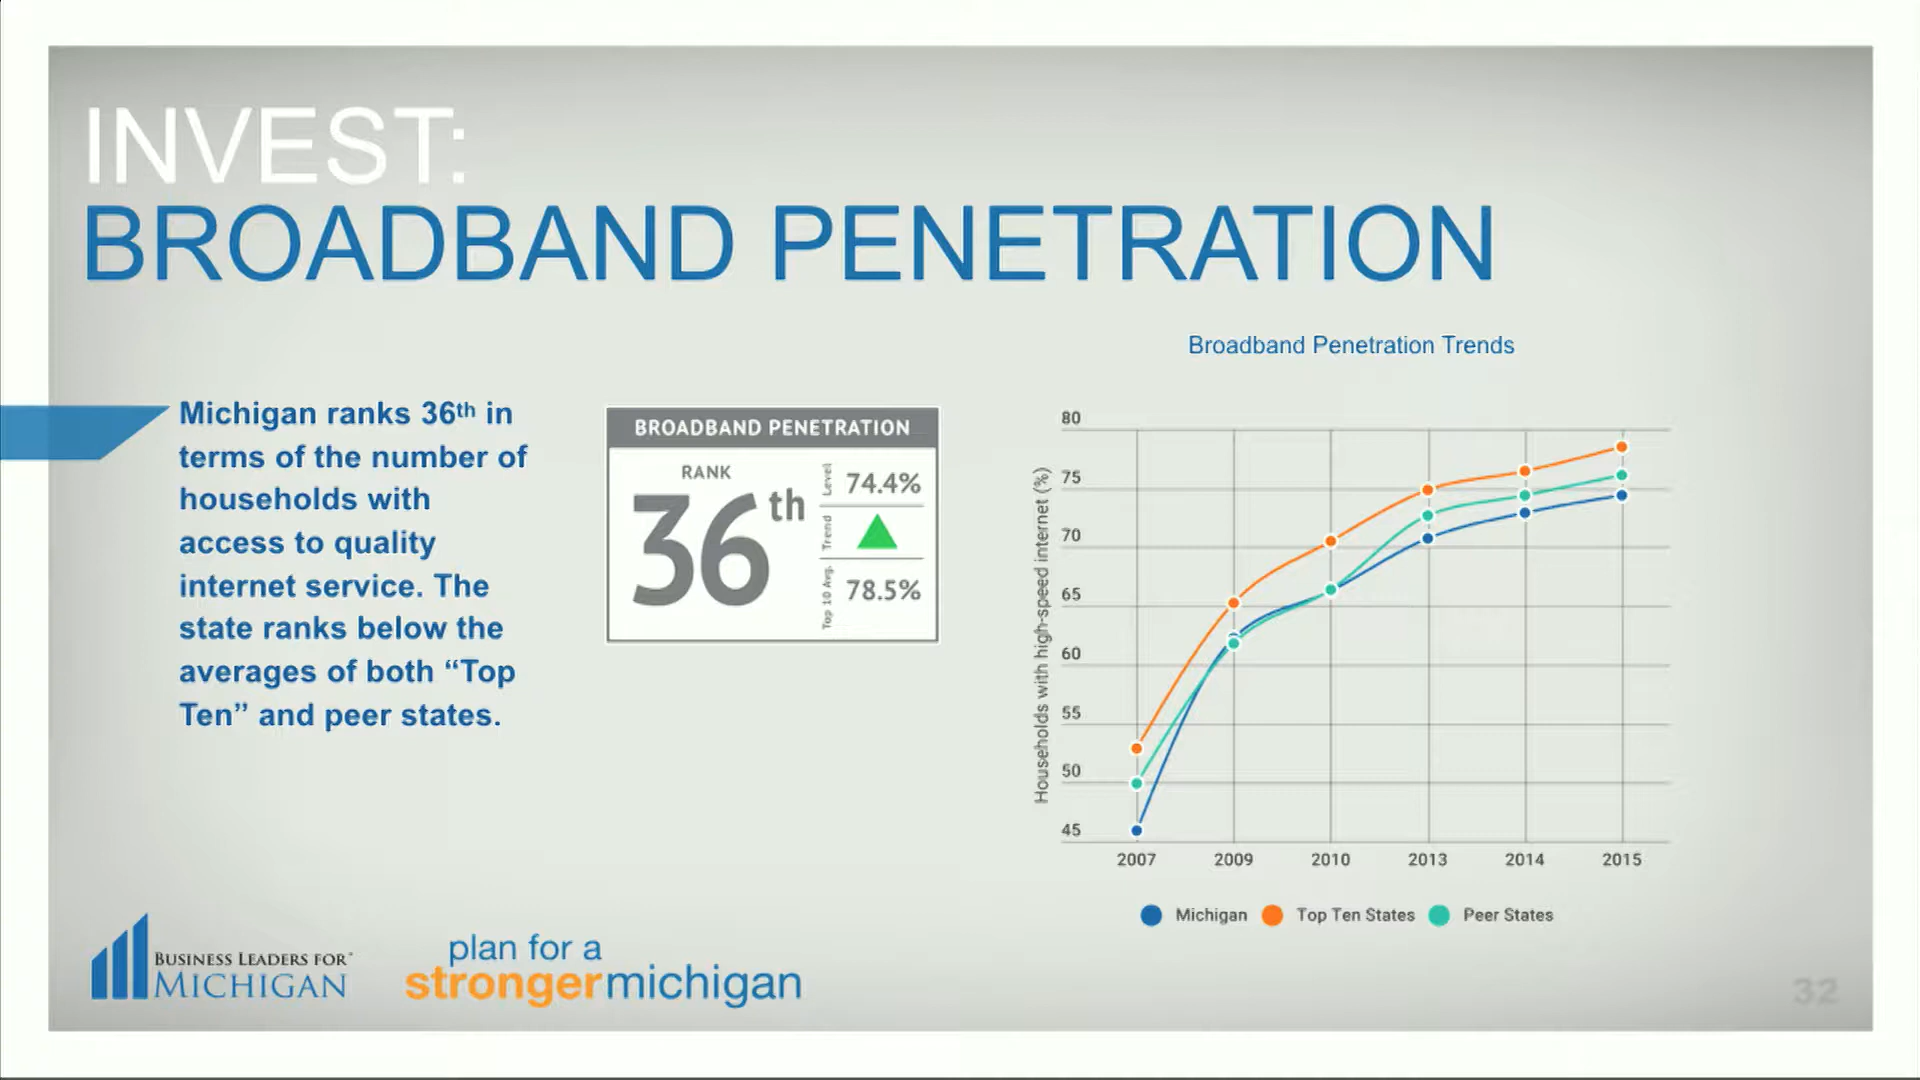 INVEST:
BROADBAND PENETRATION
Michigan ranks 36th in
terms of the number of
households with
access to quality
internet service. The
state ranks below the
averages of both “Top
Ten” and peer states.
BROADBAND PENETRATION
RANK
36th
Level
74.4%
Trend
Top 10 Avg.
78.5%
Broadband Penetration Trends
Households with high-speed internet (%)
80
75
70
65
60
55
50
45
2007 2009 2010 2013 2014 2015
Michigan Top Ten States Peer States
BUSINESS LEADERS FOR
MICHIGAN
plan for a
strongermichigan
32